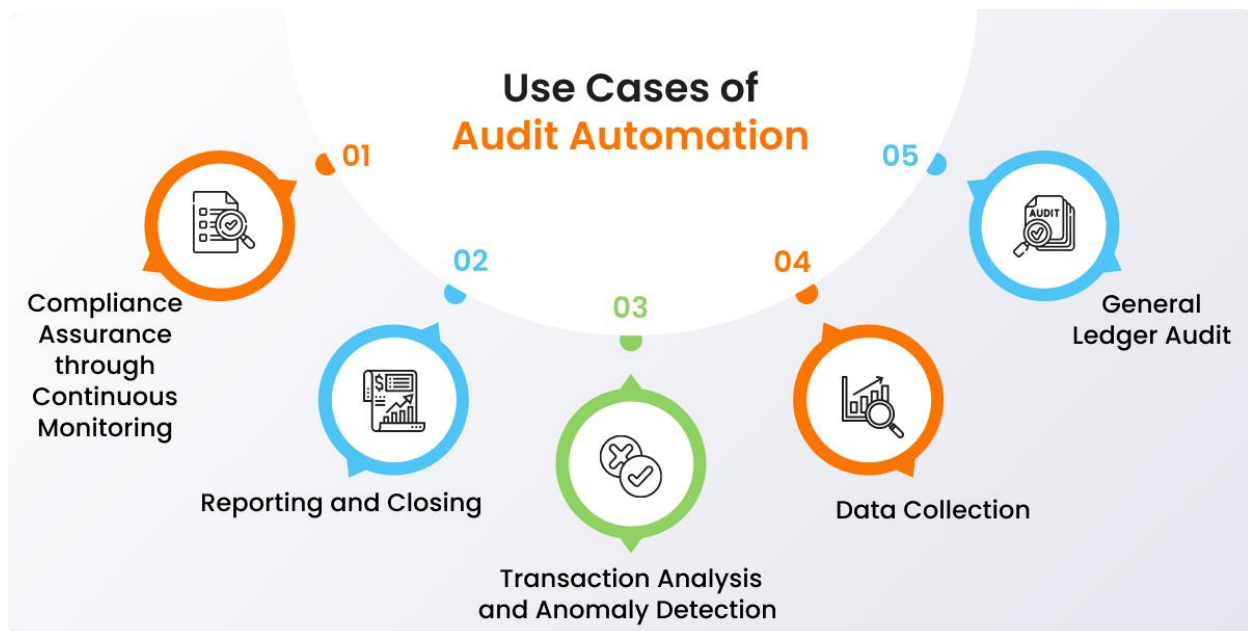 Use Cases of
Audit Automation
01
Compliance
Assurance
through
Continuous
Monitoring
02
$
Reporting and Closing
03
Transaction Analysis
and Anomaly Detection
04
Data Collection
05
AUDIT
General
Ledger Audit